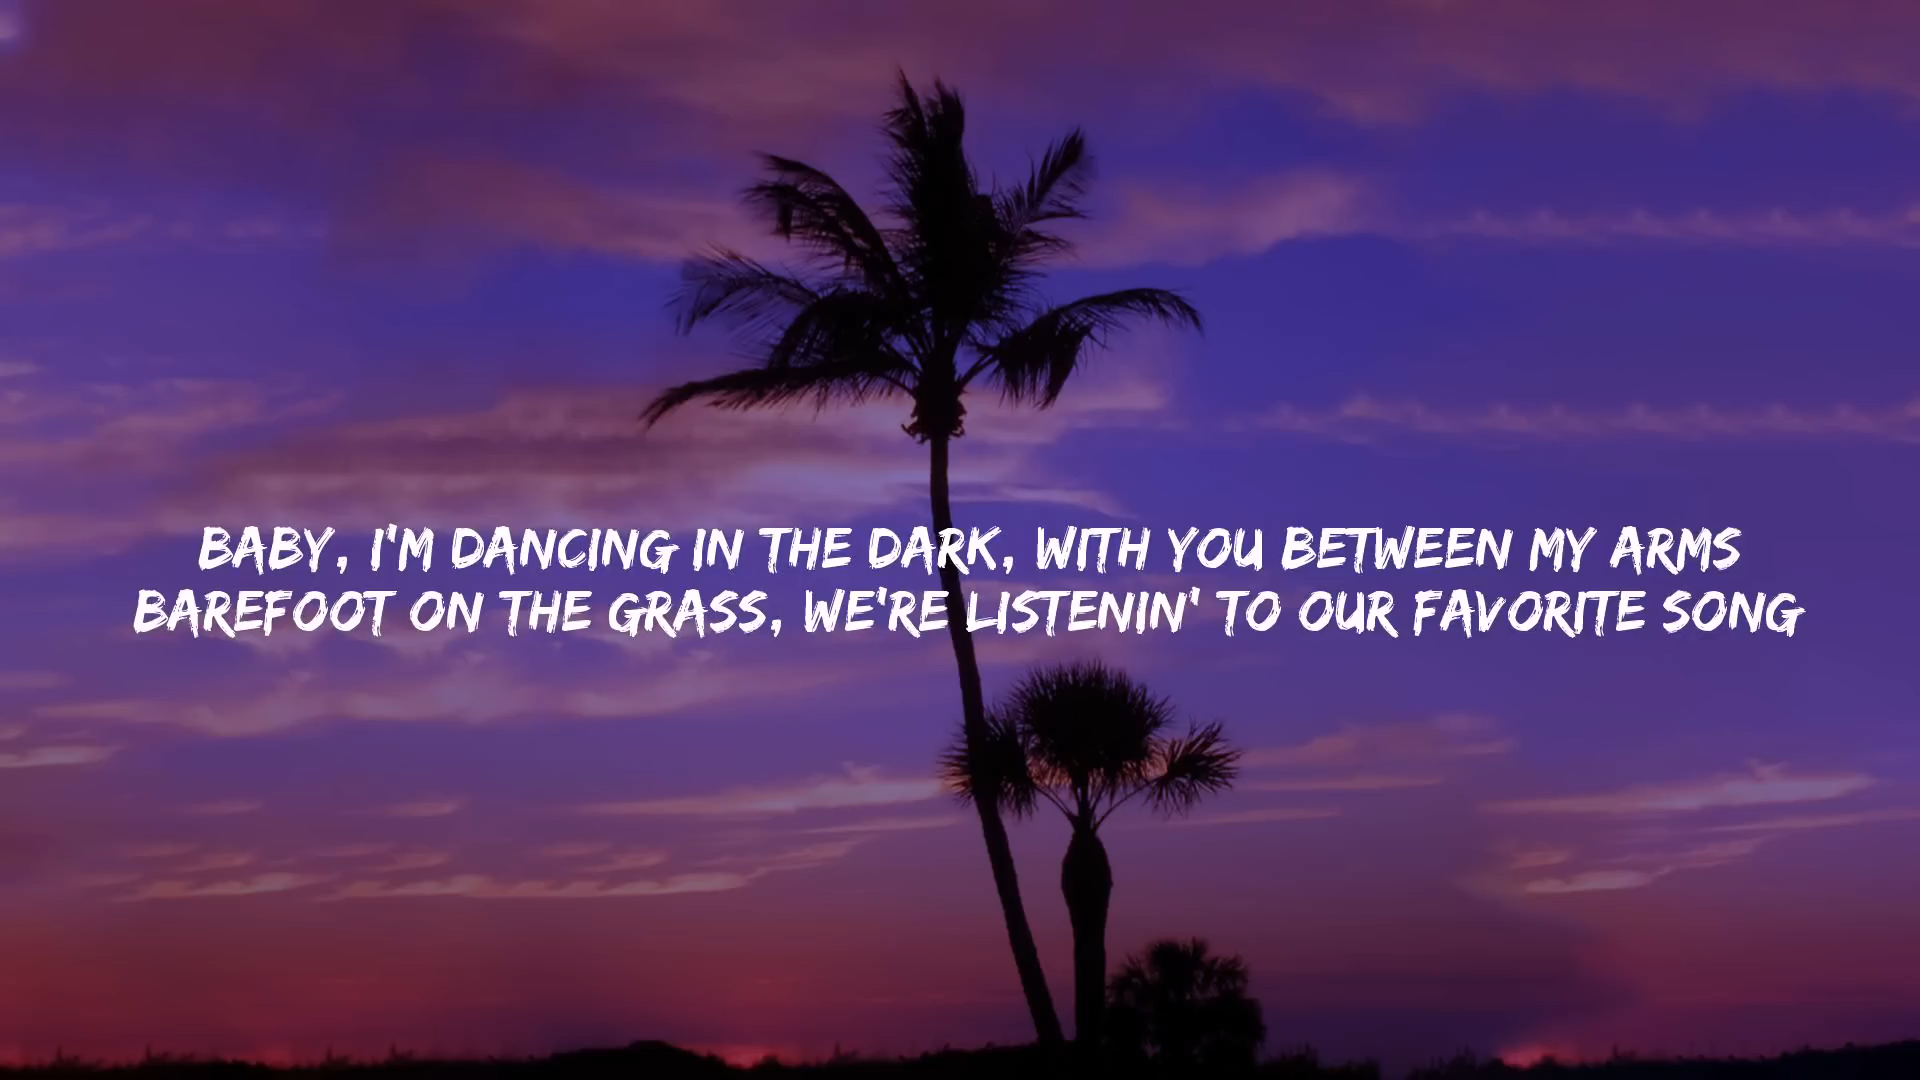 BABY, I'M DANCING IN THE DARK, WITH YOU BETWEEN MY ARMS
BAREFOOT ON THE GRASS, WE'RE LISTENIN' TO OUR FAVORITE SONG